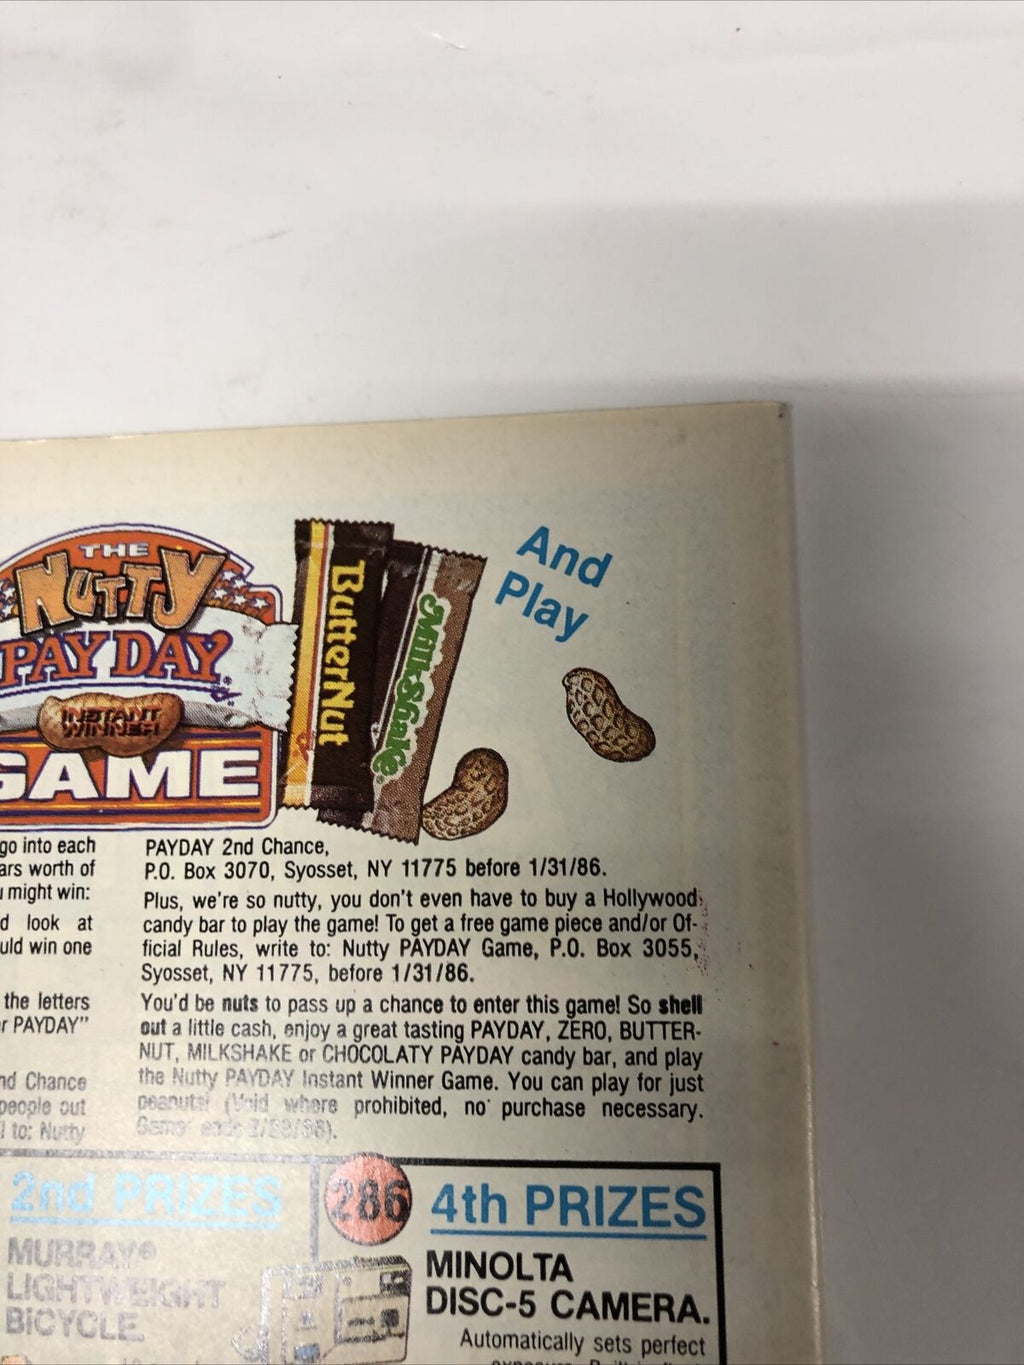 THE
NUTTY
PAY DAY
INSTANT
WINNER
GAME
ButterNut
MilkShake
And
Play
go into each
ars worth of
might win:
d look at
uld win one
the letters
r PAYDAY"
nd Chance
people out
l to: Nutty
PAYDAY 2nd Chance,
P.O. Box 3070, Syosset, NY 11775 before 1/31/86.
Plus, we're so nutty, you don't even have to buy a Hollywood
candy bar to play the game! To get a free game piece and/or Of-
ficial Rules, write to: Nutty PAYDAY Game, P.O. Box 3055,
Syosset, NY 11775, before 1/31/86.
You'd be nuts to pass up a chance to enter this game! So shell
out a little cash, enjoy a great tasting PAYDAY, ZERO, BUTTER-
NUT, MILKSHAKE or CHOCOLATY PAYDAY candy bar, and play
the Nutty PAYDAY Instant Winner Game. You can play for just
peanuts! (Void where prohibited, no purchase necessary.
Game ends
2nd PRIZES
MURRAY®
LIGHTWEIGHT
BICYCLE
286
4th PRIZES
MINOLTA
DISC-5 CAMERA.
Automatically sets perfect